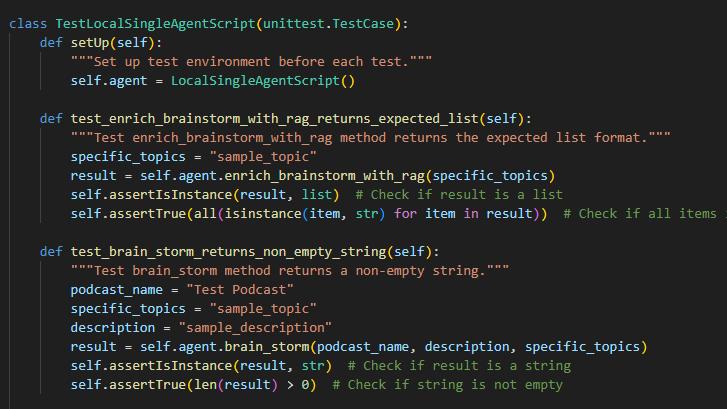 class TestLocalSingleAgentScript(unittest.TestCase):
    def setUp(self):
        """Set up test environment before each test."""
        self.agent = LocalSingleAgentScript()

    def test_enrich_brainstorm_with_rag_returns_expected_list(self):
        """Test enrich_brainstorm_with_rag method returns the expected list format."""
        specific_topics = "sample_topic"
        result = self.agent.enrich_brainstorm_with_rag(specific_topics)
        self.assertIsInstance(result, list)  # Check if result is a list
        self.assertTrue(all(isinstance(item, str) for item in result))  # Check if all items

    def test_brain_storm_returns_non_empty_string(self):
        """Test brain_storm method returns a non-empty string."""
        podcast_name = "Test Podcast"
        specific_topics = "sample_topic"
        description = "sample_description"
        result = self.agent.brain_storm(podcast_name, description, specific_topics)
        self.assertIsInstance(result, str)  # Check if result is a string
        self.assertTrue(len(result) > 0)  # Check if string is not empty